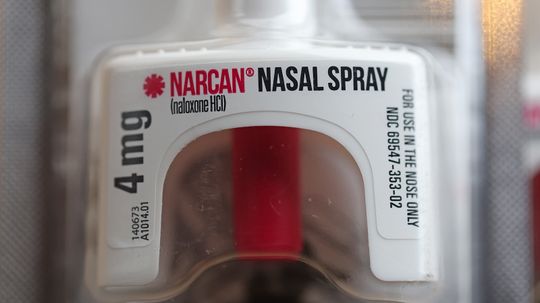 NARCAN® NASAL SPRAY
(naloxone HCl)
4 mg
FOR USE IN THE NOSE ONLY
NDC 69547-353-02
140673
A1014.01